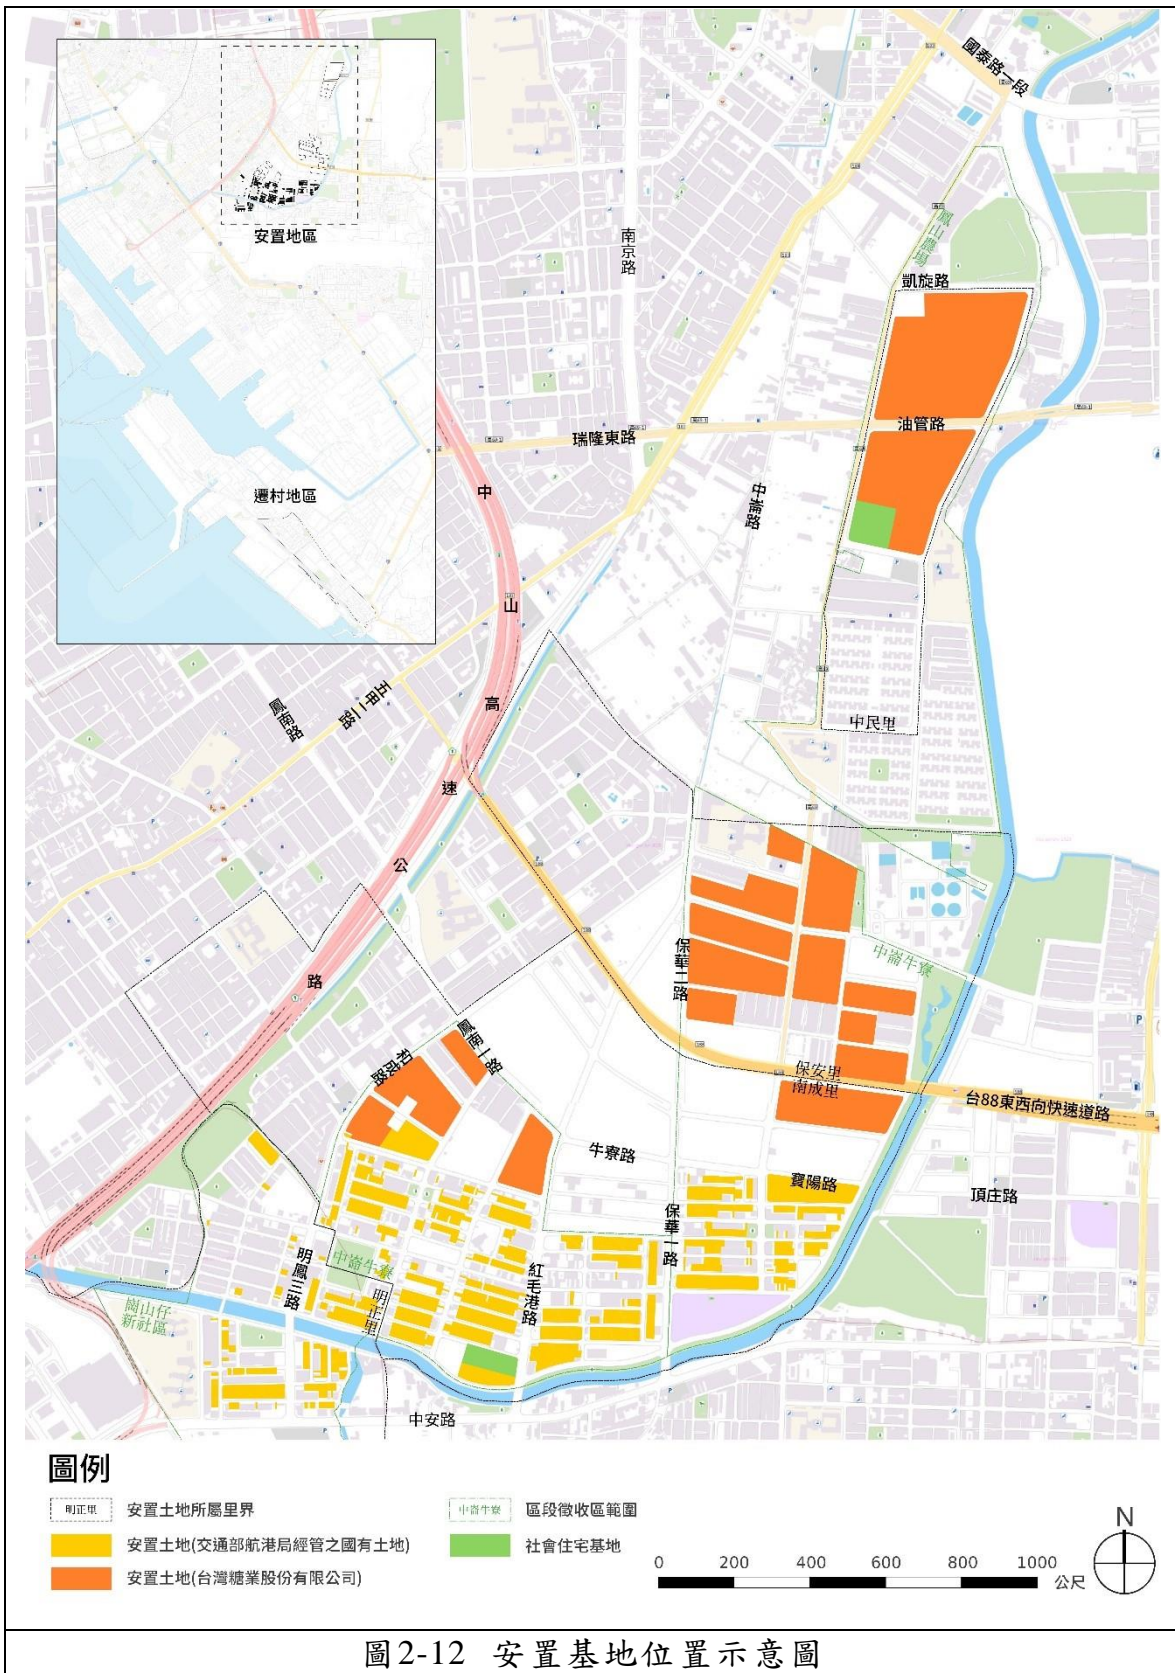 國泰路一段
安置地區
南京路
鳳山農場
凱旋路
油管路
瑞隆東路
遷村地區
中山高速公路
中崙路
五甲二路
鳳南路
中民里
保華二路
中崙牛寮
鳳南一路
保安里
南成里
台88東西向快速道路
牛寮路
寶陽路
頂庄路
保華一路
明鳳三路
中崙牛寮
紅毛港路
明正里
崗山仔
新社區
中安路
圖例
明正里 安置土地所屬里界
中崙牛寮 區段徵收區範圍
安置土地(交通部航港局經管之國有土地)
社會住宅基地
安置土地(台灣糖業股份有限公司)
0 200 400 600 800 1000 公尺
N
圖2-12 安置基地位置示意圖